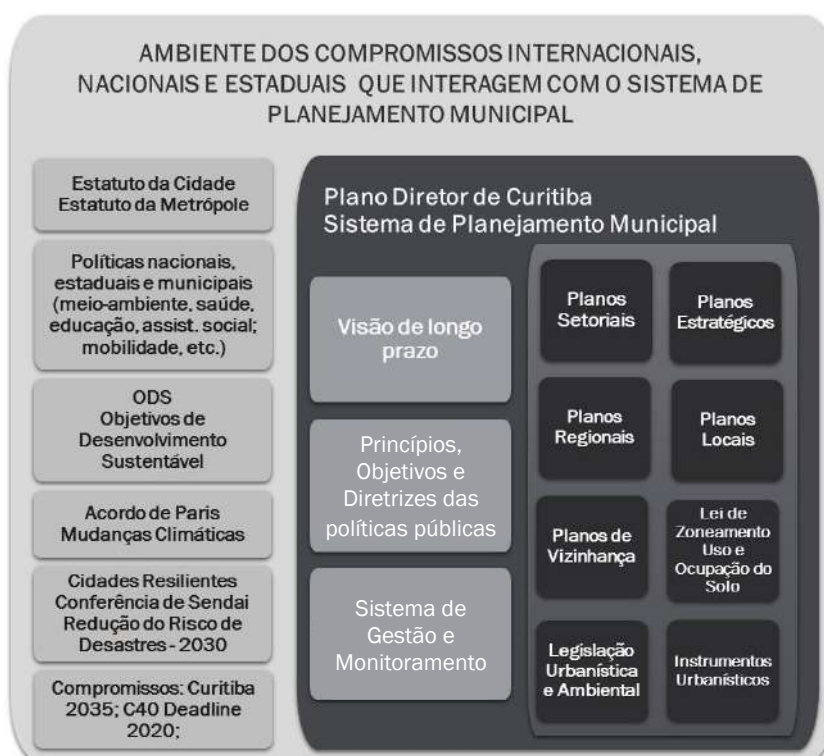 AMBIENTE DOS COMPROMISSOS INTERNACIONAIS,
NACIONAIS E ESTADUAIS QUE INTERAGEM COM O SISTEMA DE
PLANEJAMENTO MUNICIPAL
Estatuto da Cidade
Estatuto da Metrópole
Políticas nacionais,
estaduais e municipais
(meio-ambiente, saúde,
educação, assist. social;
mobilidade, etc.)
ODS
Objetivos de
Desenvolvimento
Sustentável
Acordo de Paris
Mudanças Climáticas
Cidades Resilientes
Conferência de Sendai
Redução do Risco de
Desastres - 2030
Compromissos: Curitiba
2035; C40 Deadline
2020;
Plano Diretor de Curitiba
Sistema de Planejamento Municipal
Visão de longo
prazo
Princípios,
Objetivos e
Diretrizes das
políticas públicas
Sistema de
Gestão e
Monitoramento
Planos
Setoriais
Planos
Estratégicos
Planos
Regionais
Planos
Locais
Planos de
Vizinhança
Lei de
Zoneamento
Uso e
Ocupação do
Solo
Legislação
Urbanística
e Ambiental
Instrumentos
Urbanísticos